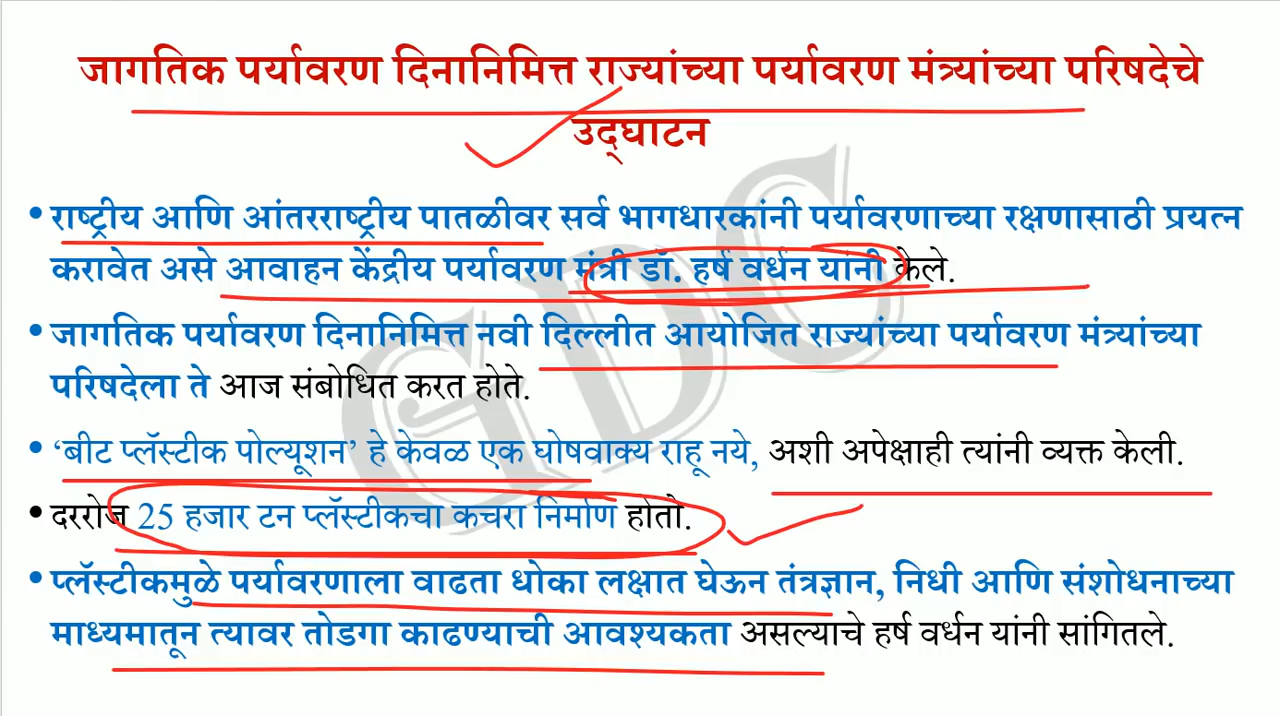 जागतिक पर्यावरण दिनानिमित्त राज्यांच्या पर्यावरण मंत्र्यांच्या परिषदेचे
उद्‌घाटन
• राष्ट्रीय आणि आंतरराष्ट्रीय पातळीवर सर्व भागधारकांनी पर्यावरणाच्या रक्षणासाठी प्रयत्न
करावेत असे आवाहन केंद्रीय पर्यावरण मंत्री डॉ. हर्ष वर्धन यांनी केले.
• जागतिक पर्यावरण दिनानिमित्त नवी दिल्लीत आयोजित राज्यांच्या पर्यावरण मंत्र्यांच्या
परिषदेला ते आज संबोधित करत होते.
• ‘बीट प्लॅस्टीक पोल्यूशन’ हे केवळ एक घोषवाक्य राहू नये, अशी अपेक्षाही त्यांनी व्यक्त केली.
• दररोज 25 हजार टन प्लॅस्टीकचा कचरा निर्माण होतो.
• प्लॅस्टीकमुळे पर्यावरणाला वाढता धोका लक्षात घेऊन तंत्रज्ञान, निधी आणि संशोधनाच्या
माध्यमातून त्यावर तोडगा काढण्याची आवश्यकता असल्याचे हर्ष वर्धन यांनी सांगितले.
GDC